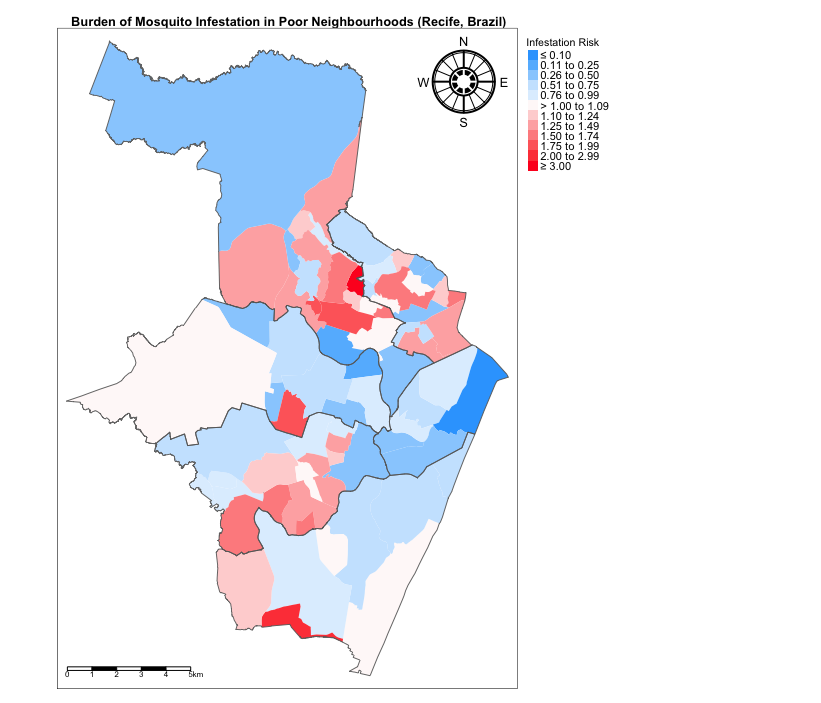 Burden of Mosquito Infestation in Poor Neighbourhoods (Recife, Brazil)
N
W
E
S
Infestation Risk
≤ 0.10
0.11 to 0.25
0.26 to 0.50
0.51 to 0.75
0.76 to 0.99
> 1.00 to 1.09
1.10 to 1.24
1.25 to 1.49
1.50 to 1.74
1.75 to 1.99
2.00 to 2.99
≥ 3.00
0 1 2 3 4 5km